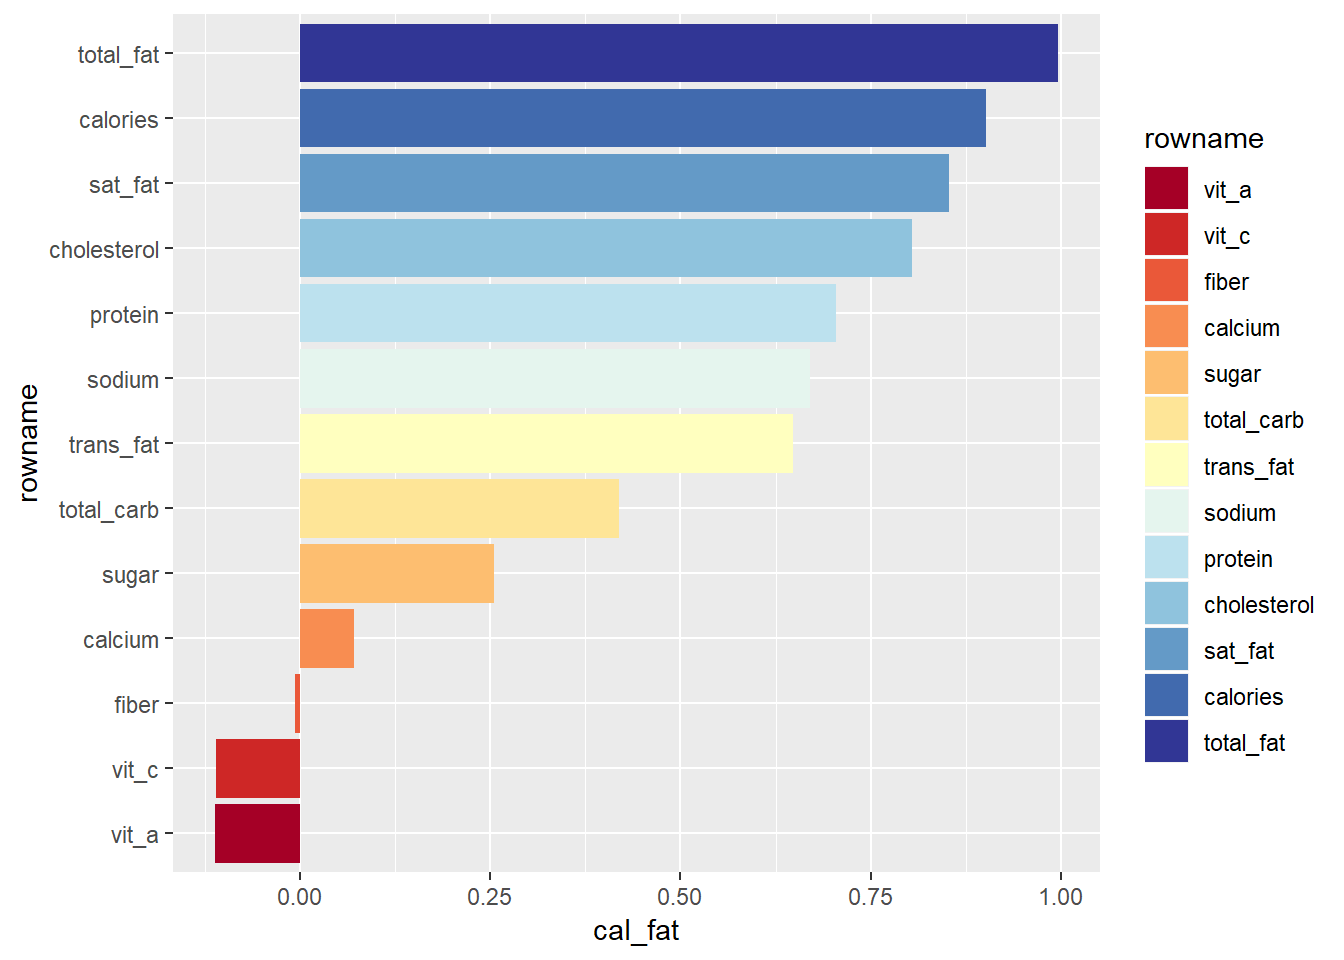 total_fat
calories
sat_fat
cholesterol
protein
sodium
trans_fat
total_carb
sugar
calcium
fiber
vit_c
vit_a
rowname
0.00 0.25 0.50 0.75 1.00
cal_fat
rowname
vit_a
vit_c
fiber
calcium
sugar
total_carb
trans_fat
sodium
protein
cholesterol
sat_fat
calories
total_fat